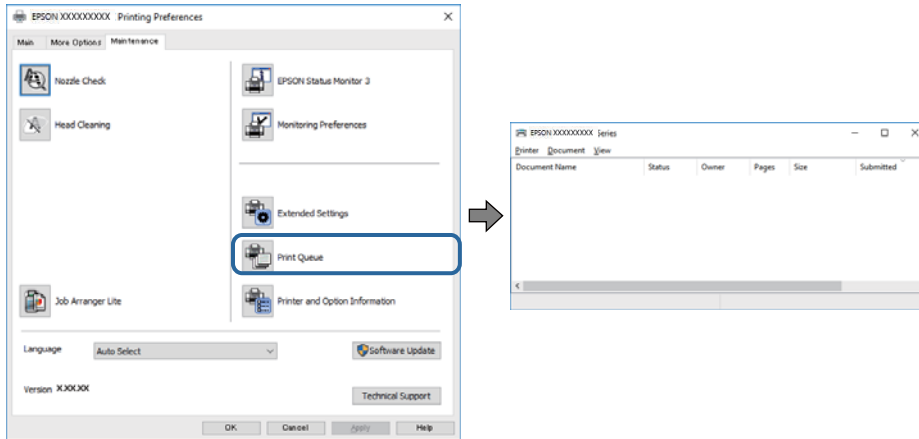 EPSON XXXXXXXXX Printing Preferences
Main More Options Maintenance
Nozzle Check
EPSON Status Monitor 3
Head Cleaning
Monitoring Preferences
Extended Settings
Print Queue
Job Arranger Lite
Printer and Option Information
Language Auto Select
Software Update
Version X.XX.XX
Technical Support
OK Cancel Apply Help
EPSON XXXXXXXXX Series
Printer Document View
Document Name Status Owner Pages Size Submitted